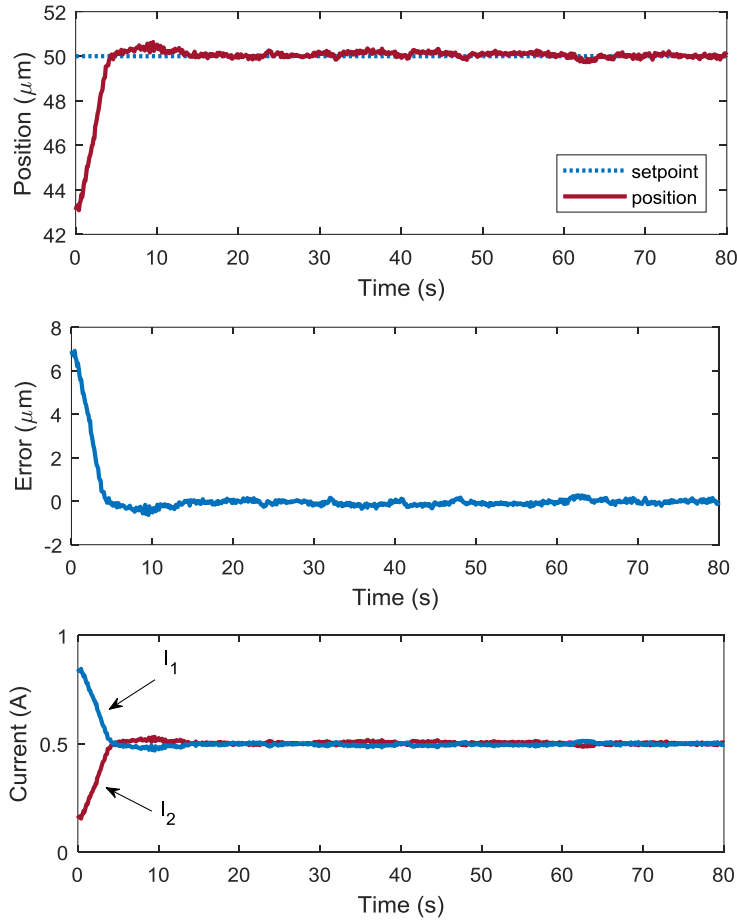 52
50
48
46
44
42
Position (μm)
setpoint
position
0 10 20 30 40 50 60 70 80
Time (s)
8
6
4
2
0
-2
Error (μm)
0 10 20 30 40 50 60 70 80
Time (s)
1
0.5
0
Current (A)
I1
I2
0 10 20 30 40 50 60 70 80
Time (s)